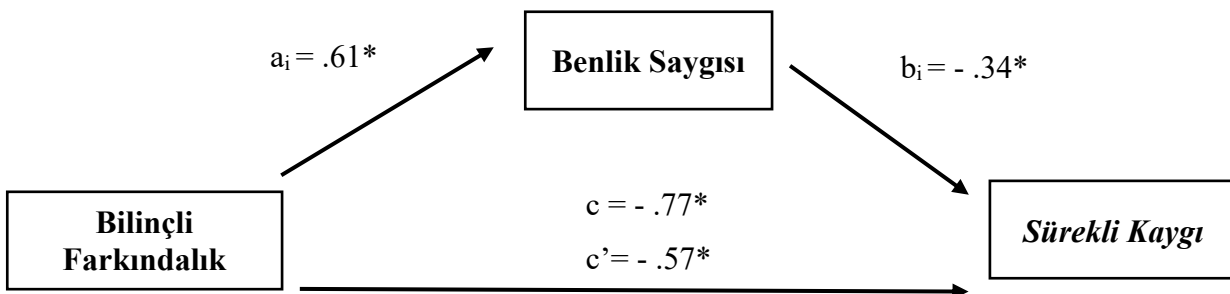 aᵢ = .61*
Benlik Saygısı
bᵢ = - .34*
Bilinçli
Farkındalık
c = - .77*
c’= - .57*
Sürekli Kaygı